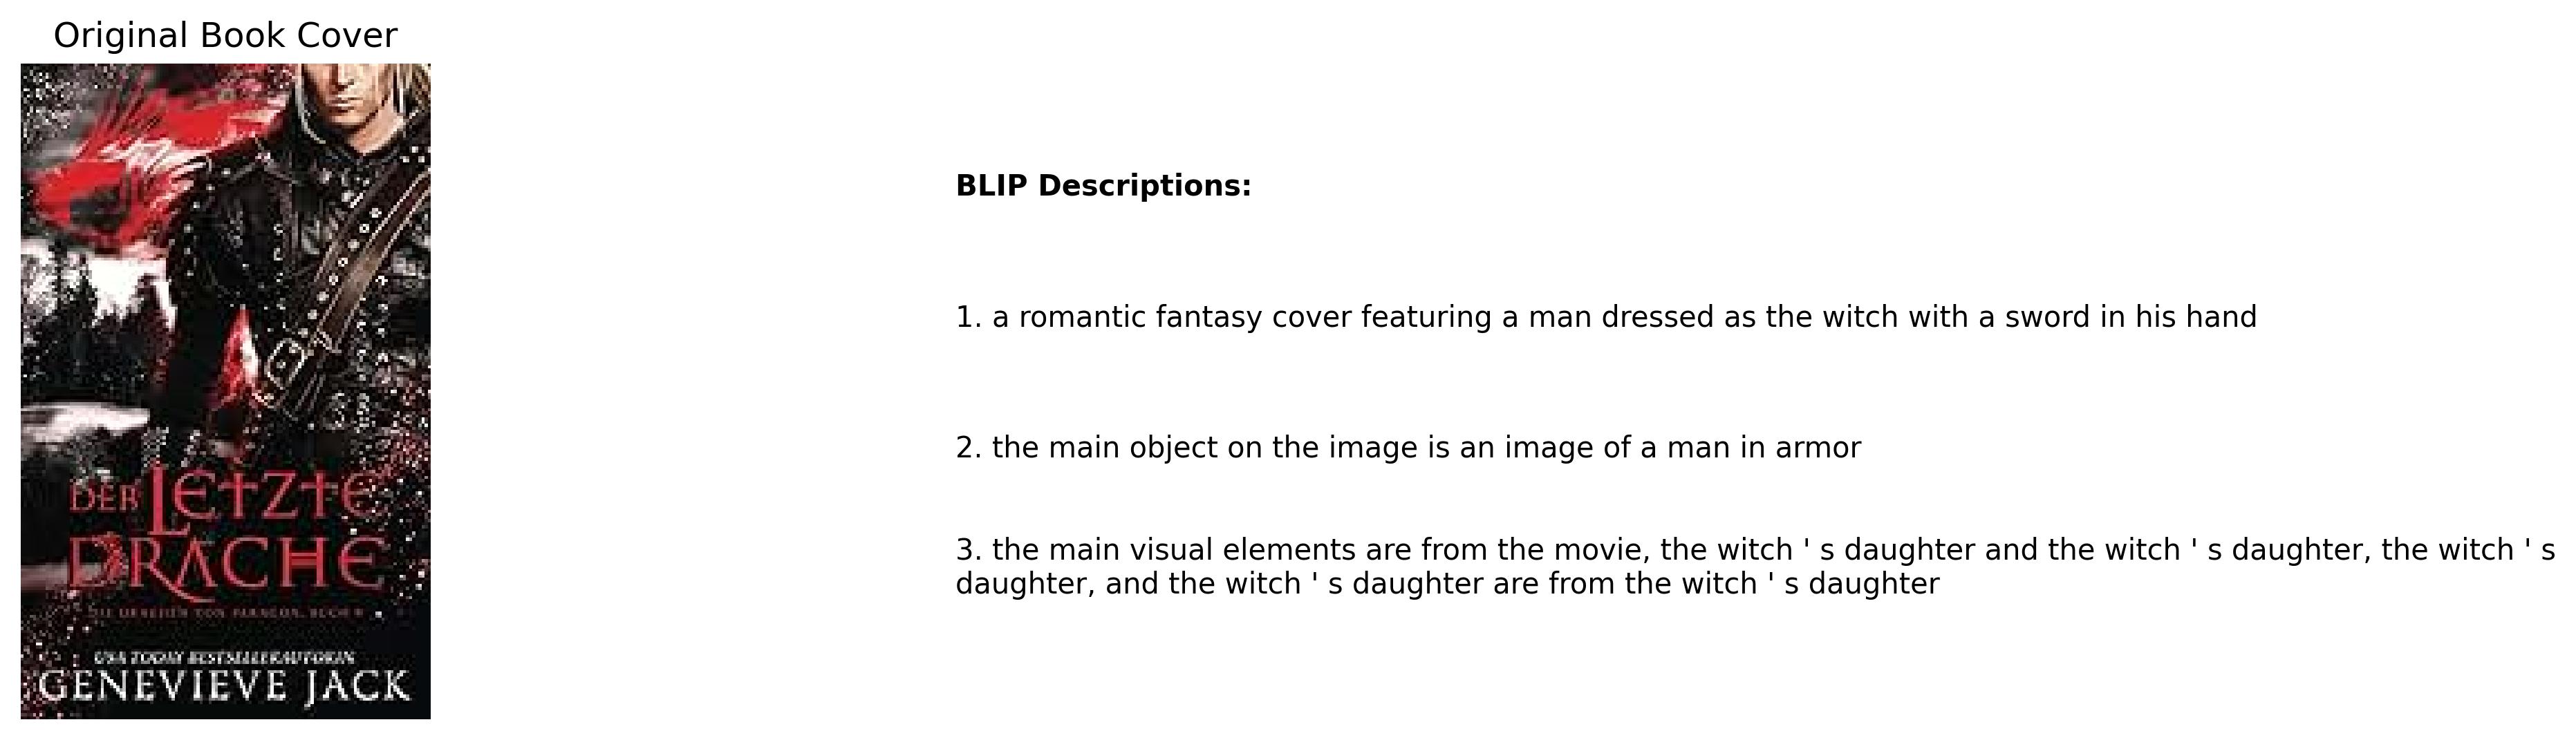 Original Book Cover
DER LETZTE
DRACHE
DIE DRACHEN VON PARAGON, BUCH 9
USA TODAY BESTSELLERAUTORIN
GENEVIEVE JACK
BLIP Descriptions:
1. a romantic fantasy cover featuring a man dressed as the witch with a sword in his hand
2. the main object on the image is an image of a man in armor
3. the main visual elements are from the movie, the witch ' s daughter and the witch ' s daughter, the witch ' s
daughter, and the witch ' s daughter are from the witch ' s daughter